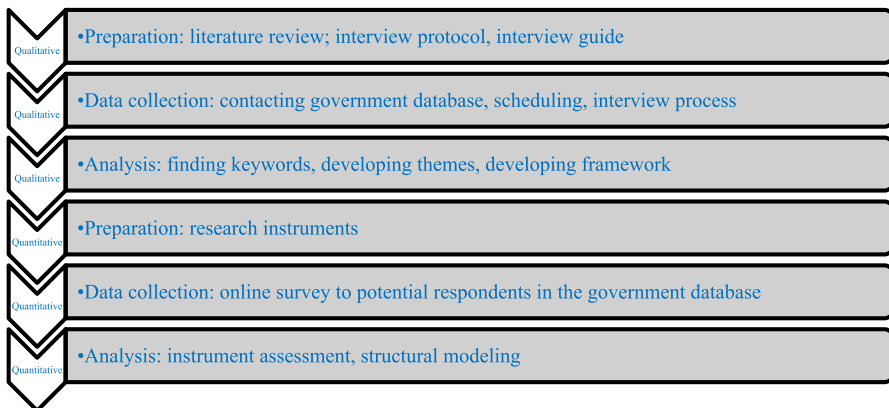 Qualitative
•Preparation: literature review; interview protocol, interview guide
Qualitative
•Data collection: contacting government database, scheduling, interview process
Qualitative
•Analysis: finding keywords, developing themes, developing framework
Quantitative
•Preparation: research instruments
Quantitative
•Data collection: online survey to potential respondents in the government database
Quantitative
•Analysis: instrument assessment, structural modeling